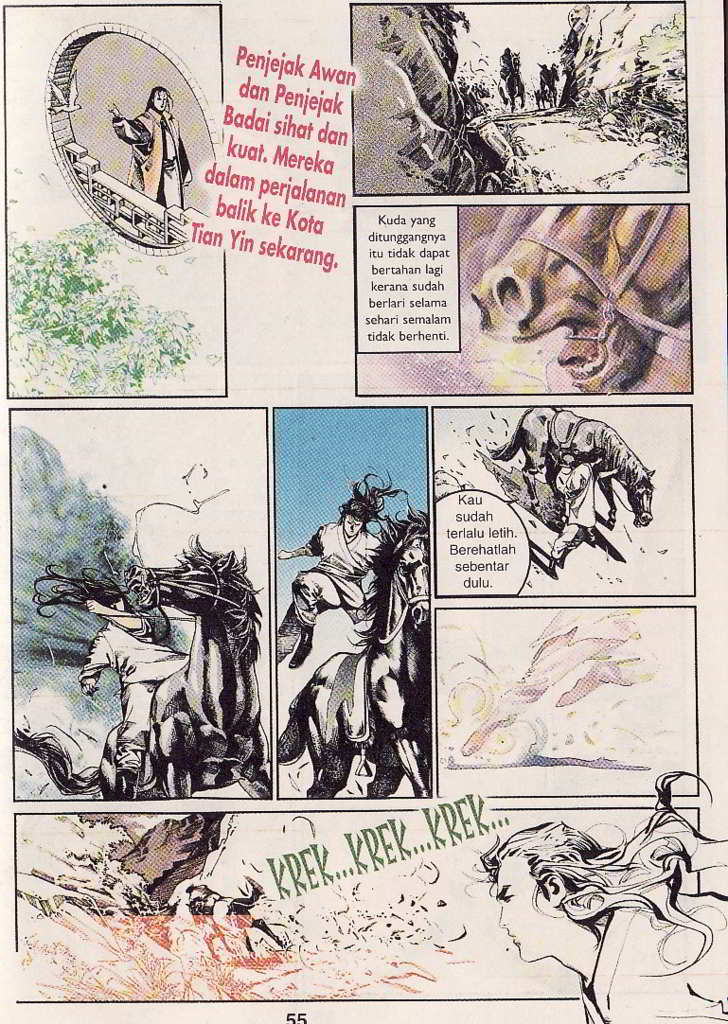 Penjejak Awan
dan Penjejak
Badai sihat dan
kuat. Mereka
dalam perjalanan
balik ke Kota
Tian Yin sekarang.
Kuda yang
ditunggangnya
itu tidak dapat
bertahan lagi
kerana sudah
berlari selama
sehari semalam
tidak berhenti.
Kau
sudah
terlalu letih.
Berehatlah
sebentar
dulu.
KREK...KREK...KREK...
55